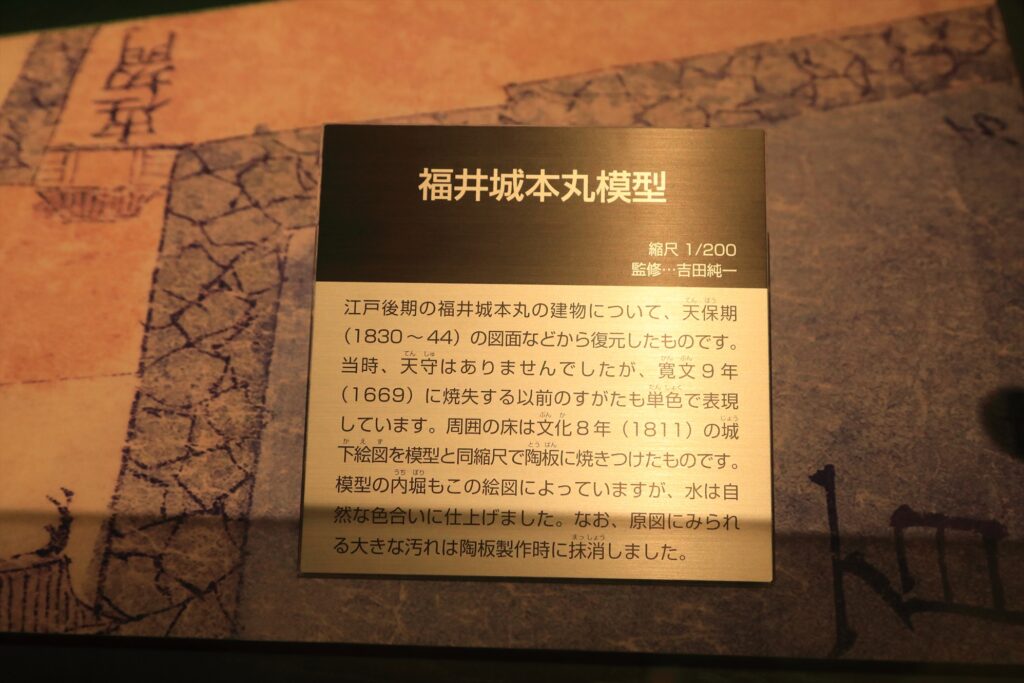 福井城本丸模型
縮尺 1/200
監修…吉田純一
江戸後期の福井城本丸の建物について、天保期
（1830～44）の図面などから復元したものです。
当時、天守はありませんでしたが、寛文9年
（1669）に焼失する以前のすがたも単色で表現
しています。周囲の床は文化8年（1811）の城
下絵図を模型と同縮尺で陶板に焼きつけたものです。
模型の内堀もこの絵図によっていますが、水は自
然な色合いに仕上げました。なお、原図にみられ
る大きな汚れは陶板製作時に抹消しました。